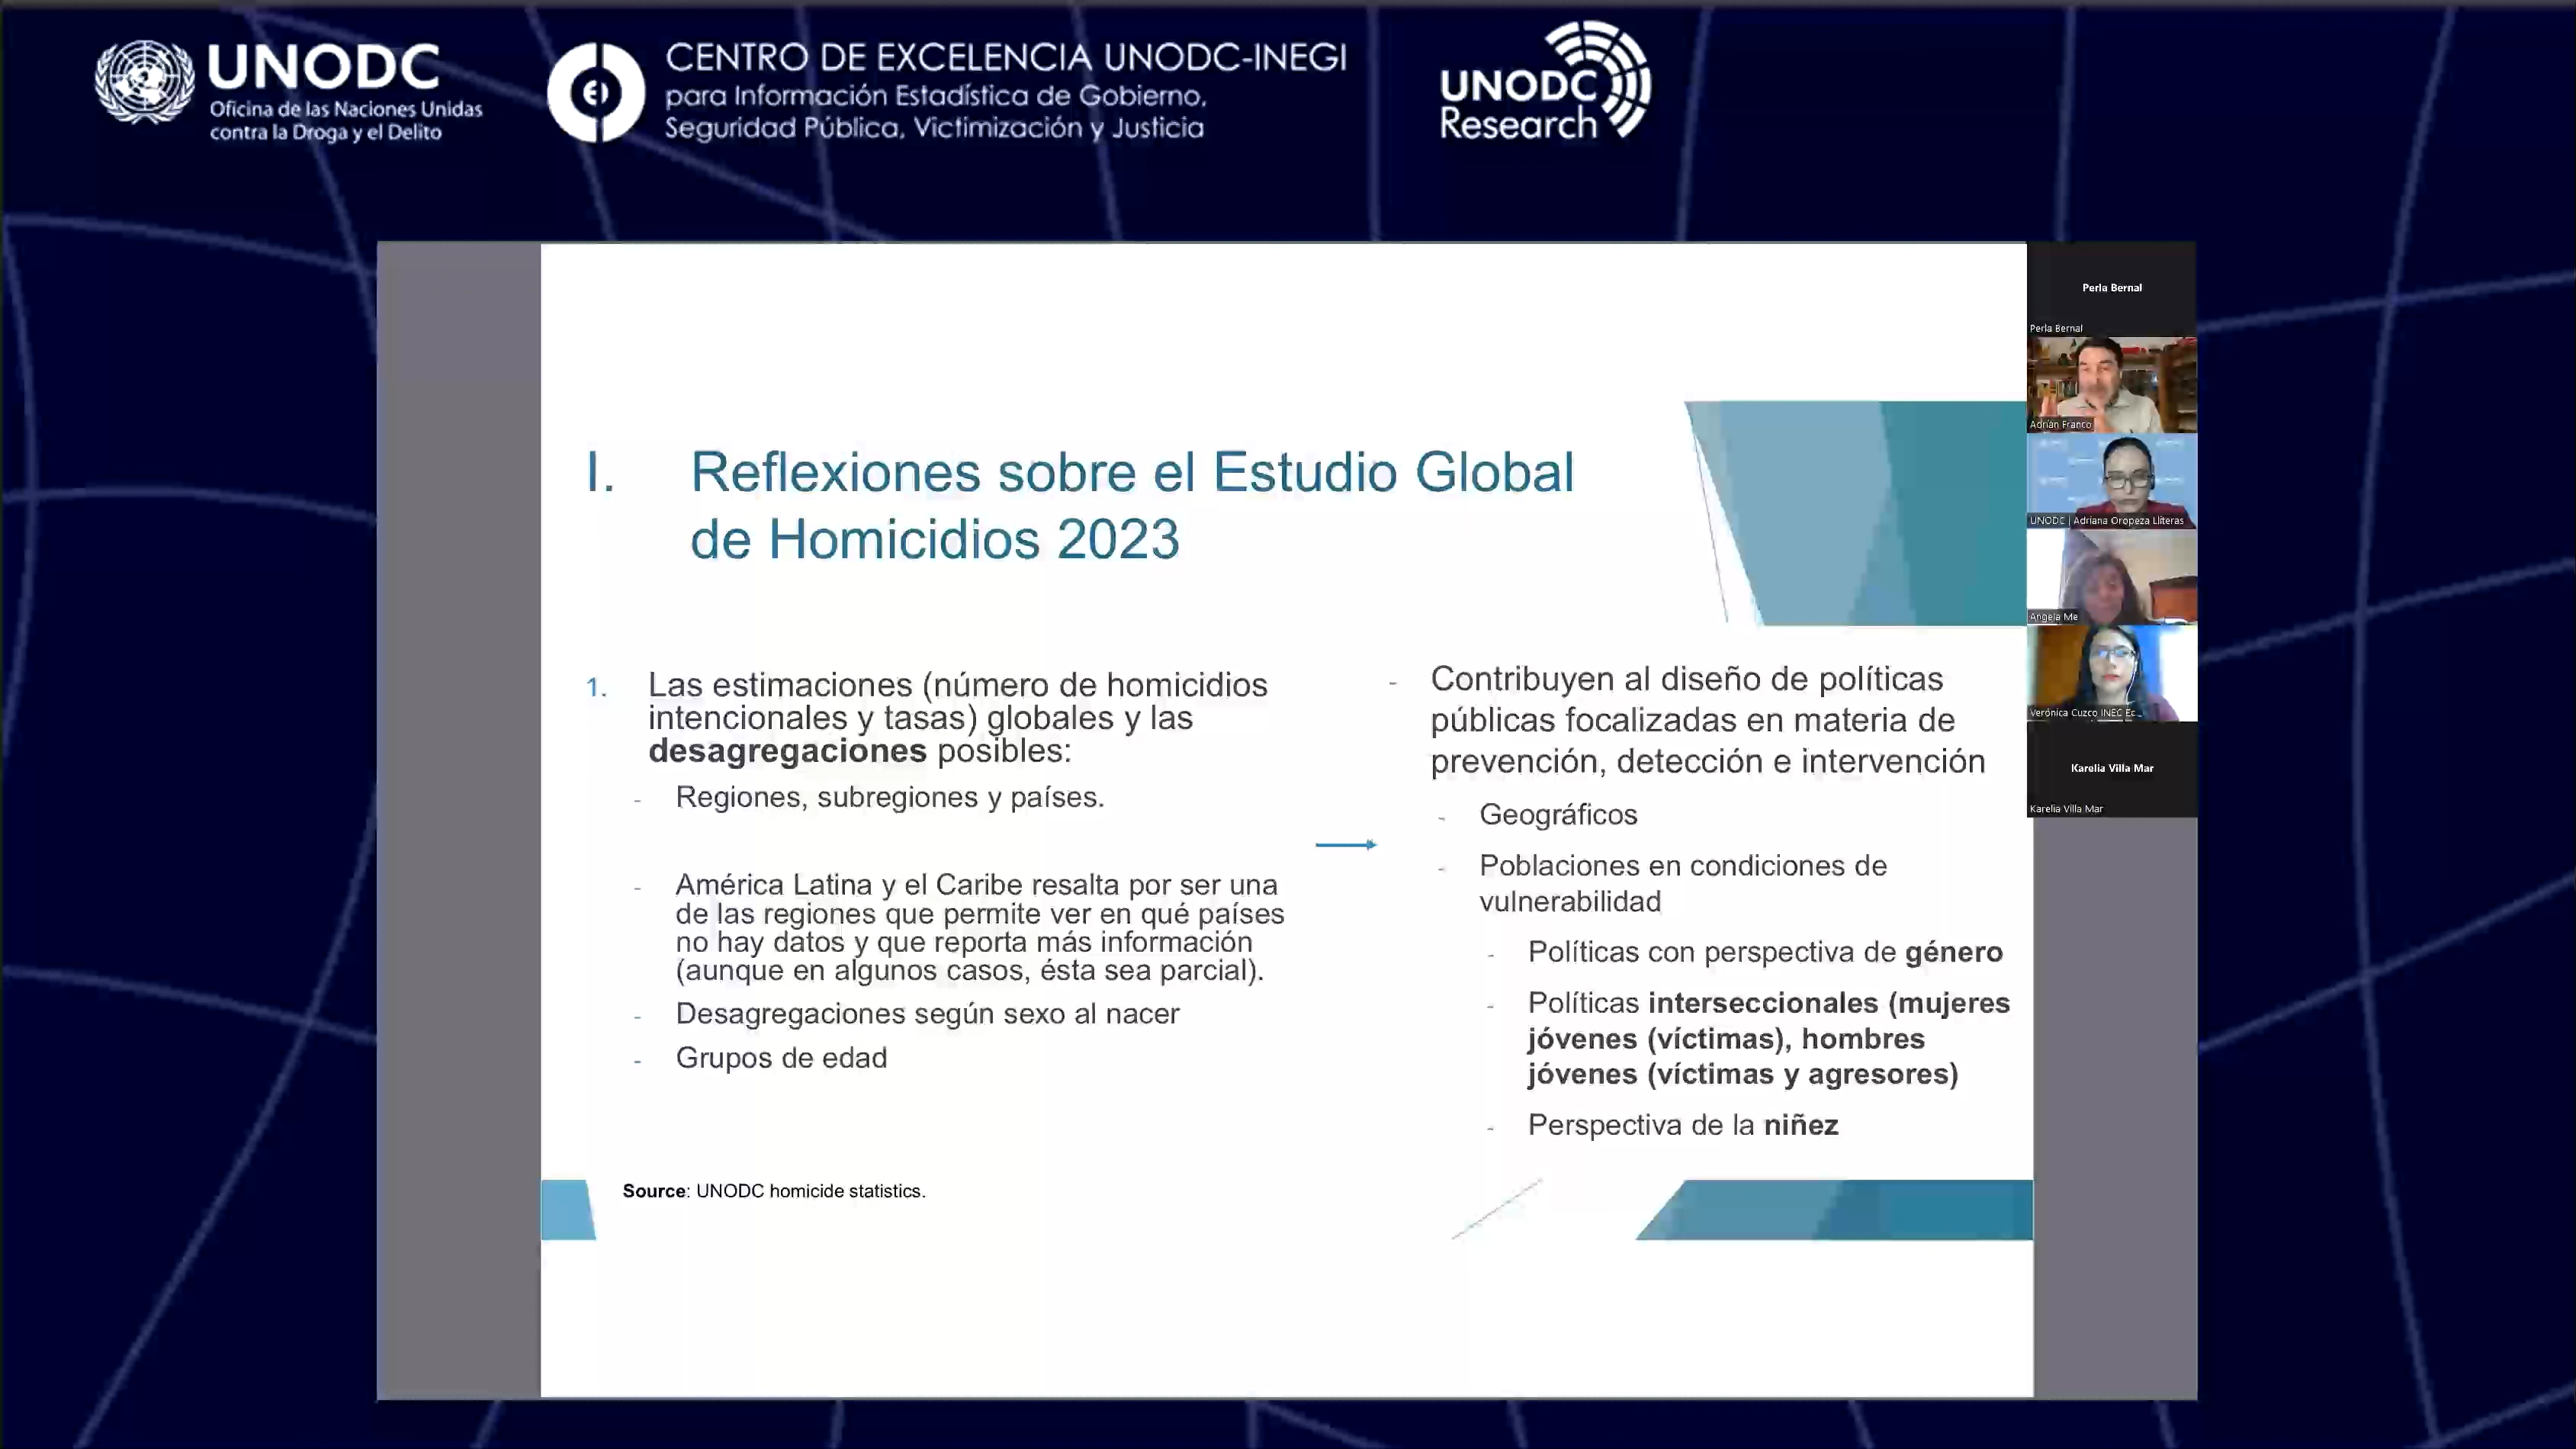 UNODC
Oficina de las Naciones Unidas
contra la Droga y el Delito
CENTRO DE EXCELENCIA UNODC-INEGI
para Información Estadística de Gobierno,
Seguridad Pública, Victimización y Justicia
UNODC
Research
I. Reflexiones sobre el Estudio Global
de Homicidios 2023
1. Las estimaciones (número de homicidios
intencionales y tasas) globales y las
desagregaciones posibles:
- Regiones, subregiones y países.
- América Latina y el Caribe resalta por ser una
de las regiones que permite ver en qué países
no hay datos y que reporta más información
(aunque en algunos casos, ésta sea parcial).
- Desagregaciones según sexo al nacer
- Grupos de edad
Source: UNODC homicide statistics.
- Contribuyen al diseño de políticas
públicas focalizadas en materia de
prevención, detección e intervención
- Geográficos
- Poblaciones en condiciones de
vulnerabilidad
- Políticas con perspectiva de género
- Políticas interseccionales (mujeres
jóvenes (víctimas), hombres
jóvenes (víctimas y agresores)
- Perspectiva de la niñez
Perla Bernal
Perla Bernal
Adrián Franco
UNODC | Adriana Oropeza Lliteras
Angela Me
Verónica Cuzco INEC Ec...
Karelia Villa Mar
Karelia Villa Mar